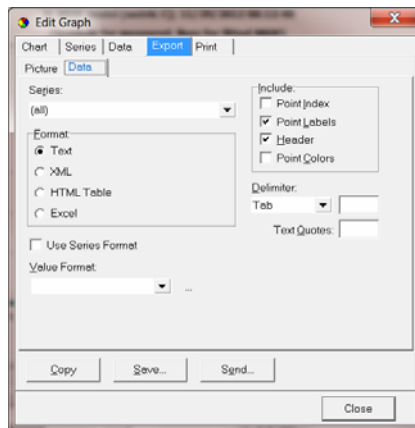 Edit Graph
Chart Series Data Export Print
Picture Data
Series:
(all)
Format
Text
XML
HTML Table
Excel
Use Series Format
Value Format:
...
Include:
Point Index
Point Labels
Header
Point Colors
Delimiter:
Tab
Text Quotes:
Copy Save... Send...
Close